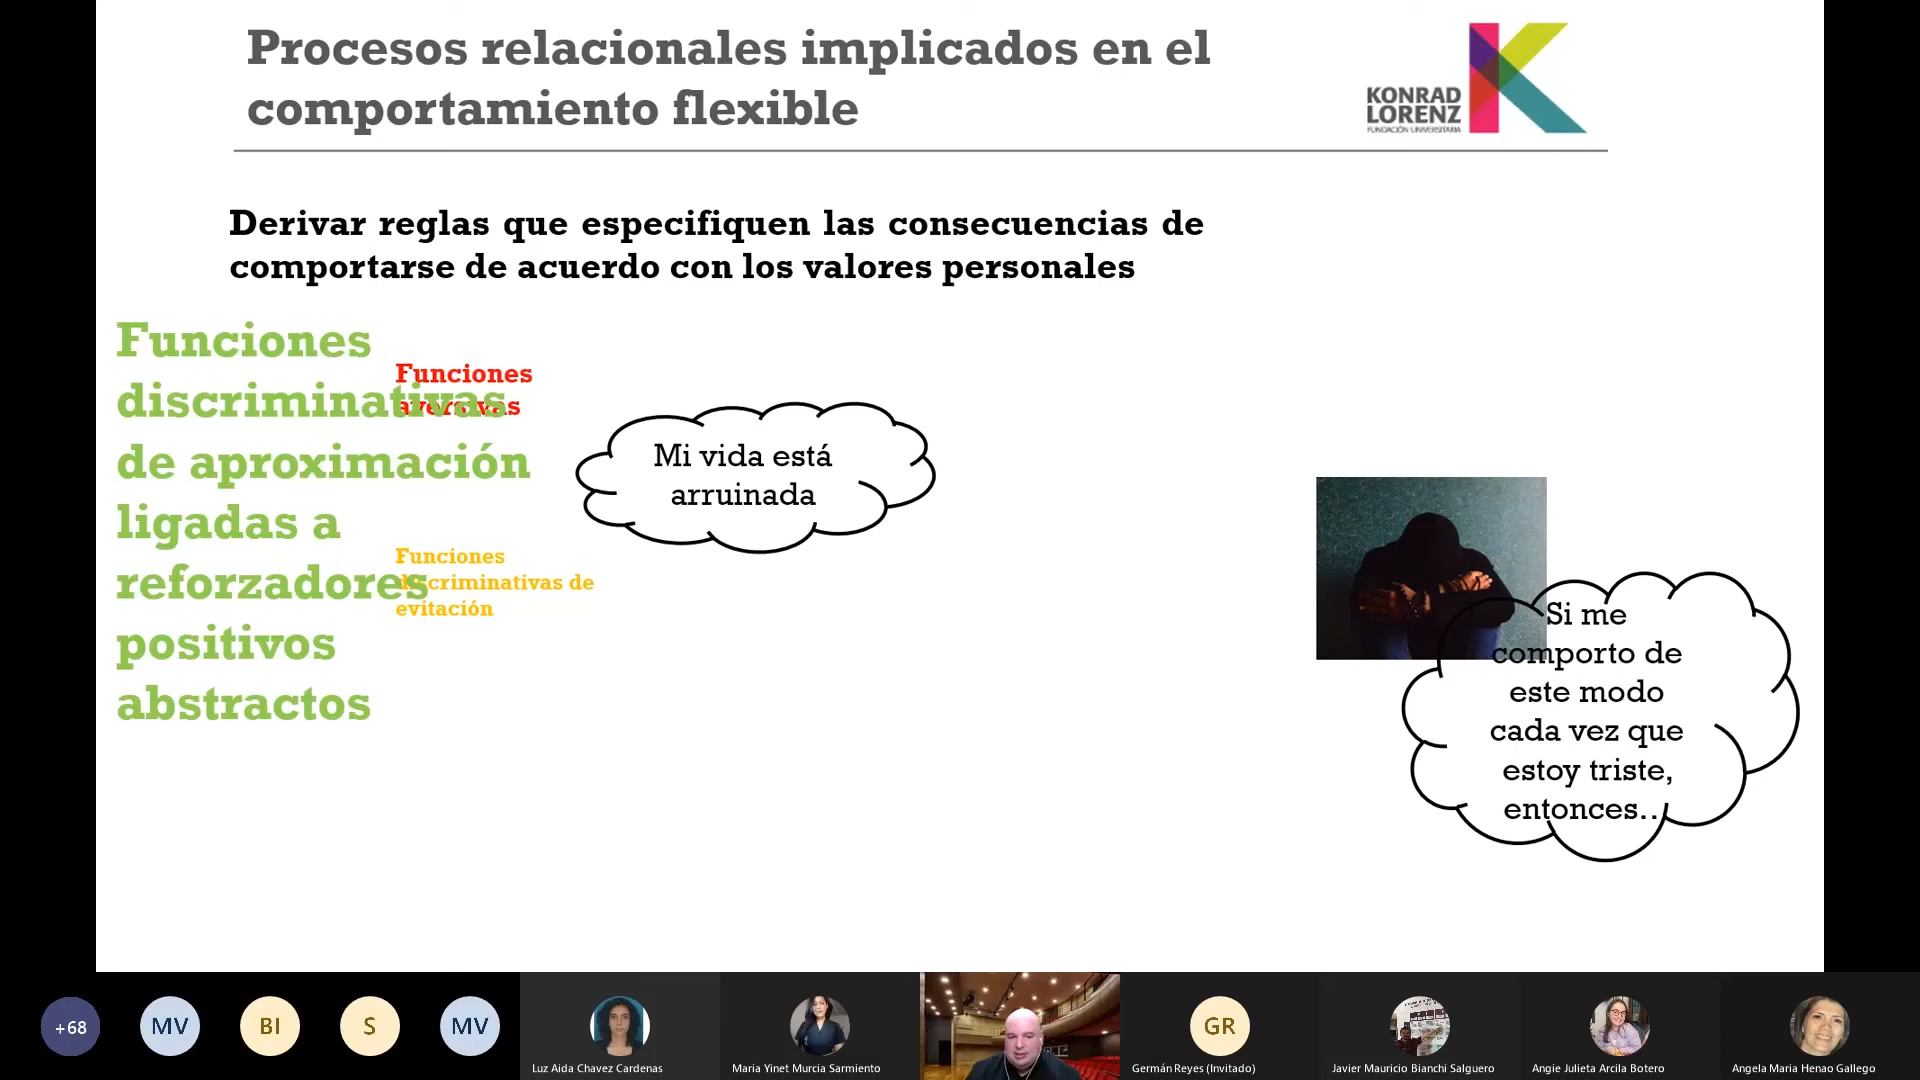 Procesos relacionales implicados en el
comportamiento flexible
KONRAD
LORENZ
FUNDACIÓN UNIVERSITARIA
Derivar reglas que especifiquen las consecuencias de
comportarse de acuerdo con los valores personales
Funciones
discriminativas
de aproximación
ligadas a
reforzadores
positivos
abstractos
Funciones
aversivas
Funciones
discriminativas de
evitación
Mi vida está
arruinada
Si me
comporto de
este modo
cada vez que
estoy triste,
entonces…
+68
MV
BI
S
MV
Luz Aida Chavez Cardenas
Maria Yinet Murcia Sarmiento
GR
Germán Reyes (Invitado)
Javier Mauricio Bianchi Salguero
Angie Julieta Arcila Botero
Angela Maria Henao Gallego